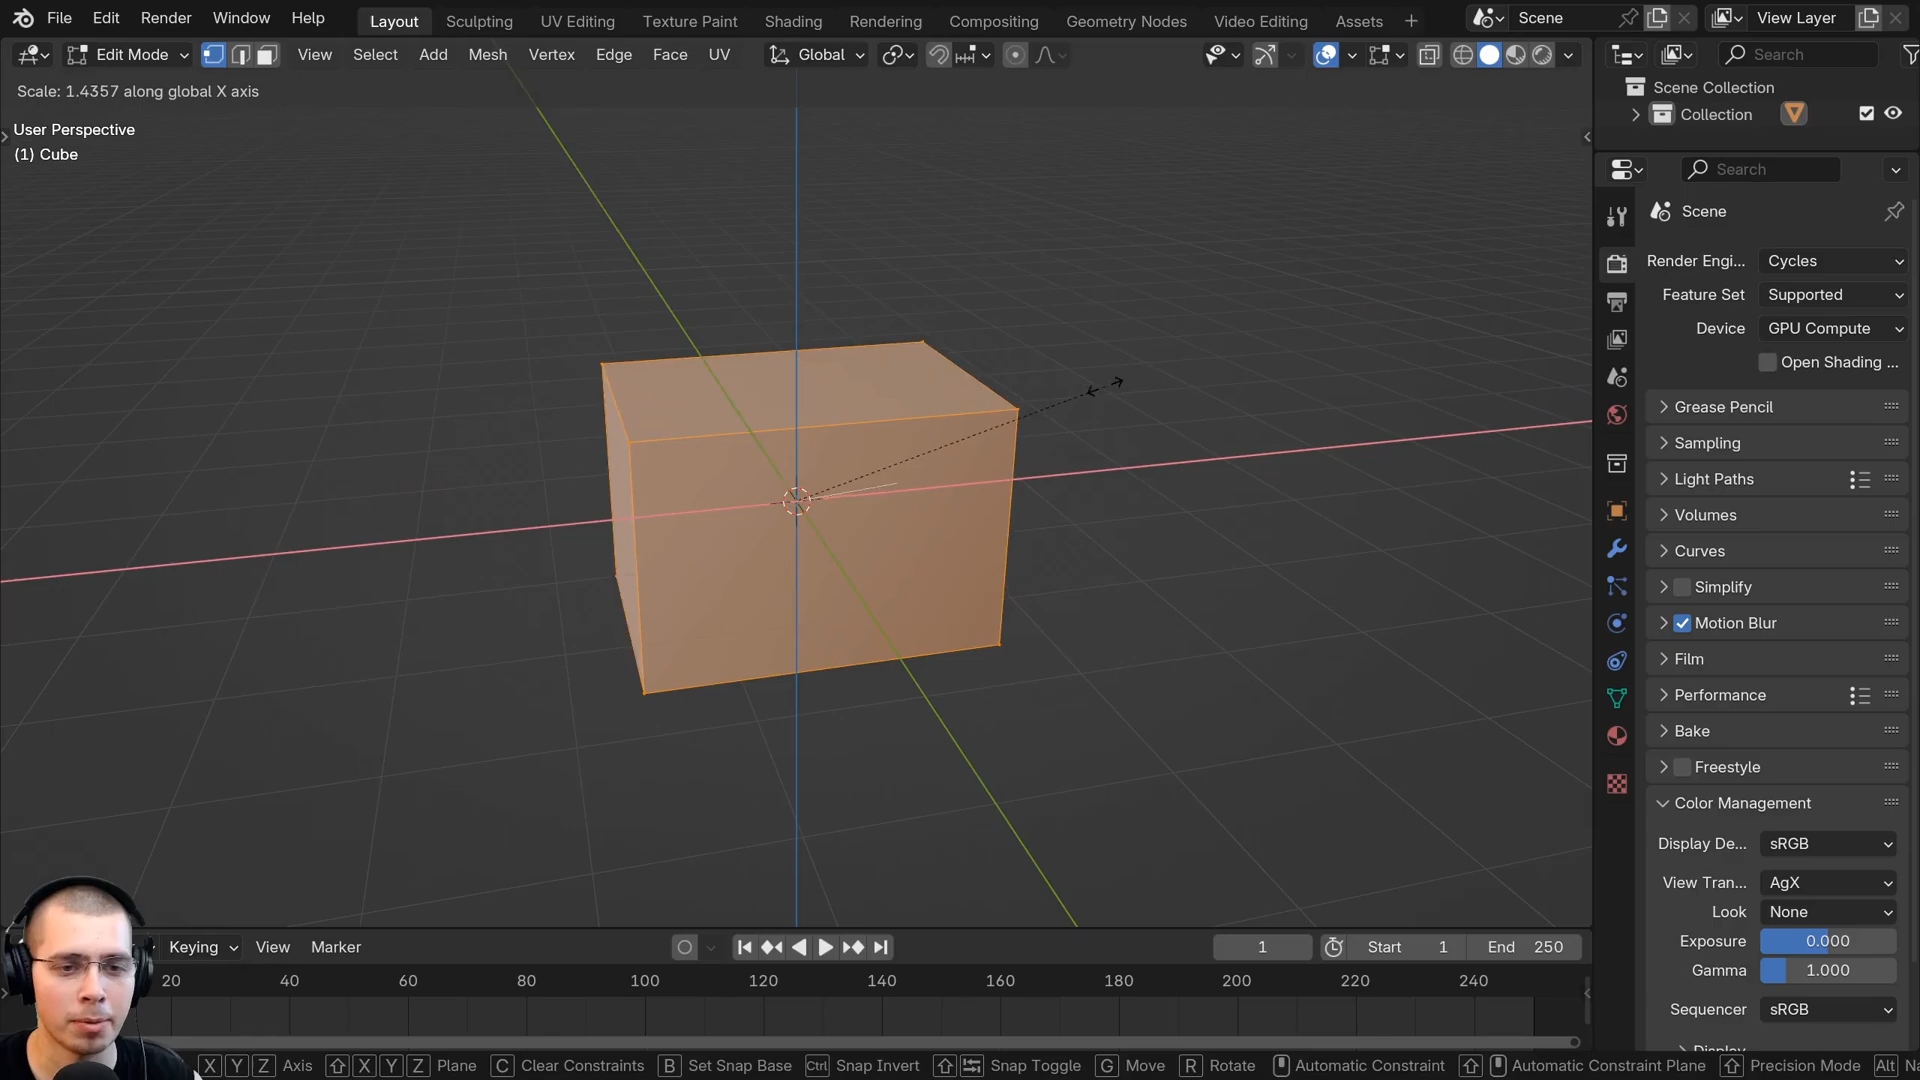 File Edit Render Window Help Layout Sculpting UV Editing Texture Paint Shading Rendering Compositing Geometry Nodes Video Editing Assets + Scene View Layer
Edit Mode View Select Add Mesh Vertex Edge Face UV Global Search
Scale: 1.4357 along global X axis
User Perspective
(1) Cube
Scene Collection
Collection
Search
Scene
Render Engi... Cycles
Feature Set Supported
Device GPU Compute
Open Shading ...
Grease Pencil
Sampling
Light Paths
Volumes
Curves
Simplify
Motion Blur
Film
Performance
Bake
Freestyle
Color Management
Display De... sRGB
View Tran... AgX
Look None
Exposure 0.000
Gamma 1.000
Sequencer sRGB
Keying View Marker 1 Start 1 End 250
20 40 60 80 100 120 140 160 180 200 220 240
X Y Z Axis X Y Z Plane C Clear Constraints B Set Snap Base Ctrl Snap Invert Snap Toggle G Move R Rotate Automatic Constraint Automatic Constraint Plane Precision Mode Alt